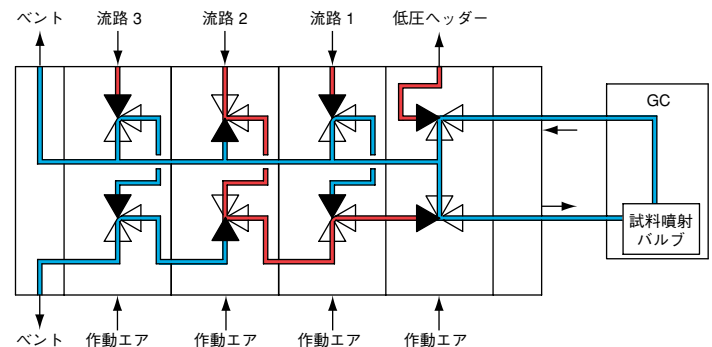 ベント
流路 3
流路 2
流路 1
低圧ヘッダー
GC
試料噴射
バルブ
ベント
作動エア
作動エア
作動エア
作動エア